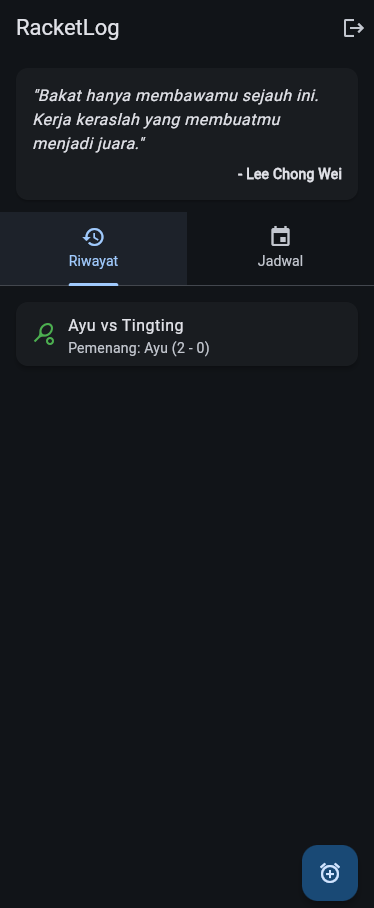 RacketLog
"Bakat hanya membawamu sejauh ini.
Kerja keraslah yang membuatmu
menjadi juara."
- Lee Chong Wei
Riwayat
Jadwal
Ayu vs Tingting
Pemenang: Ayu (2 - 0)